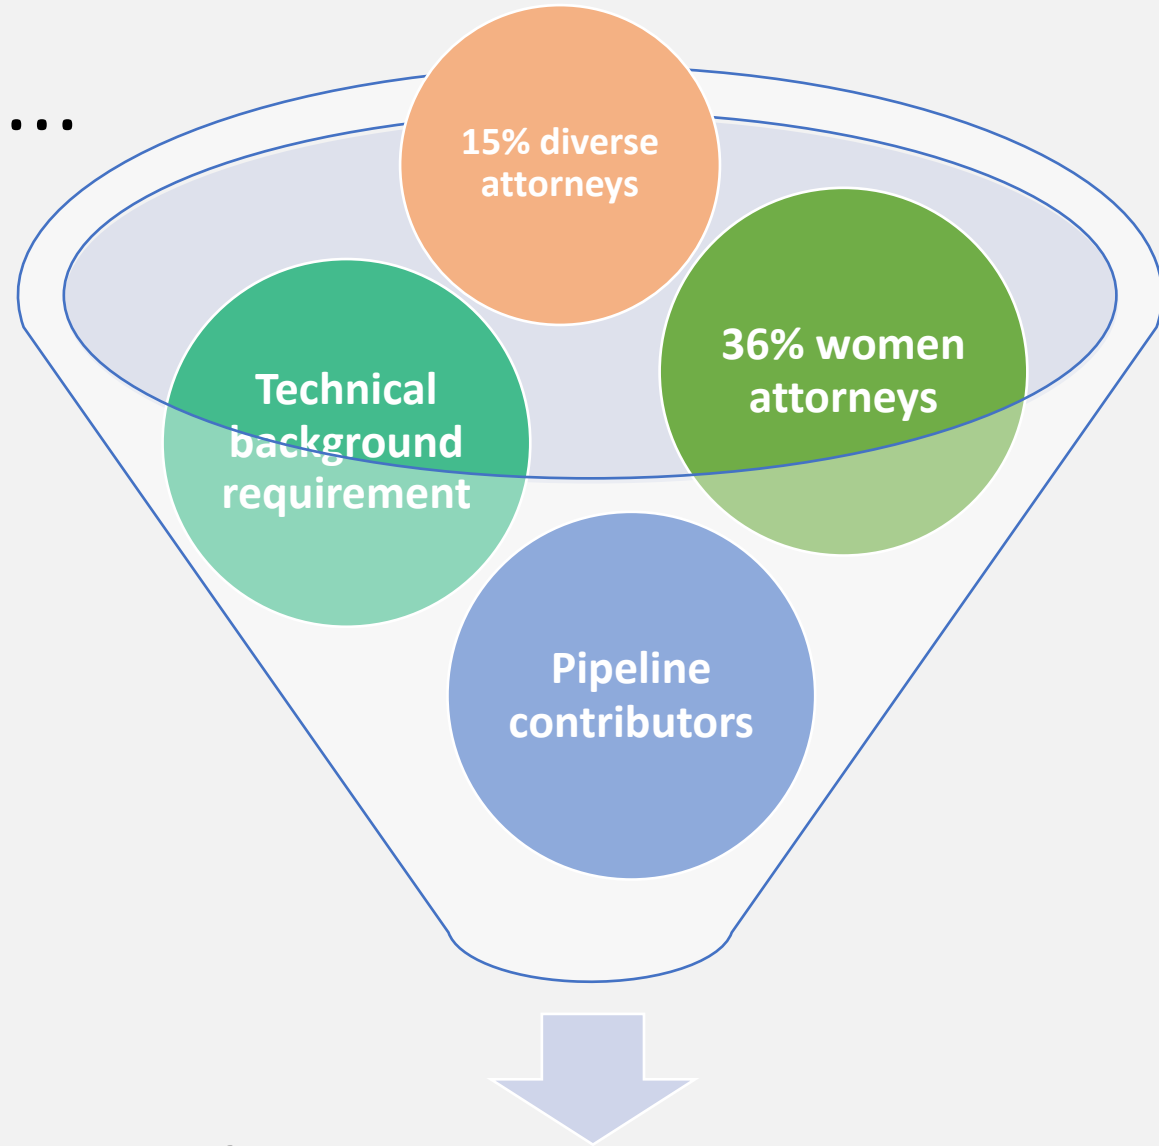 ...
15% diverse
attorneys
36% women
attorneys
Technical
background
requirement
Pipeline
contributors